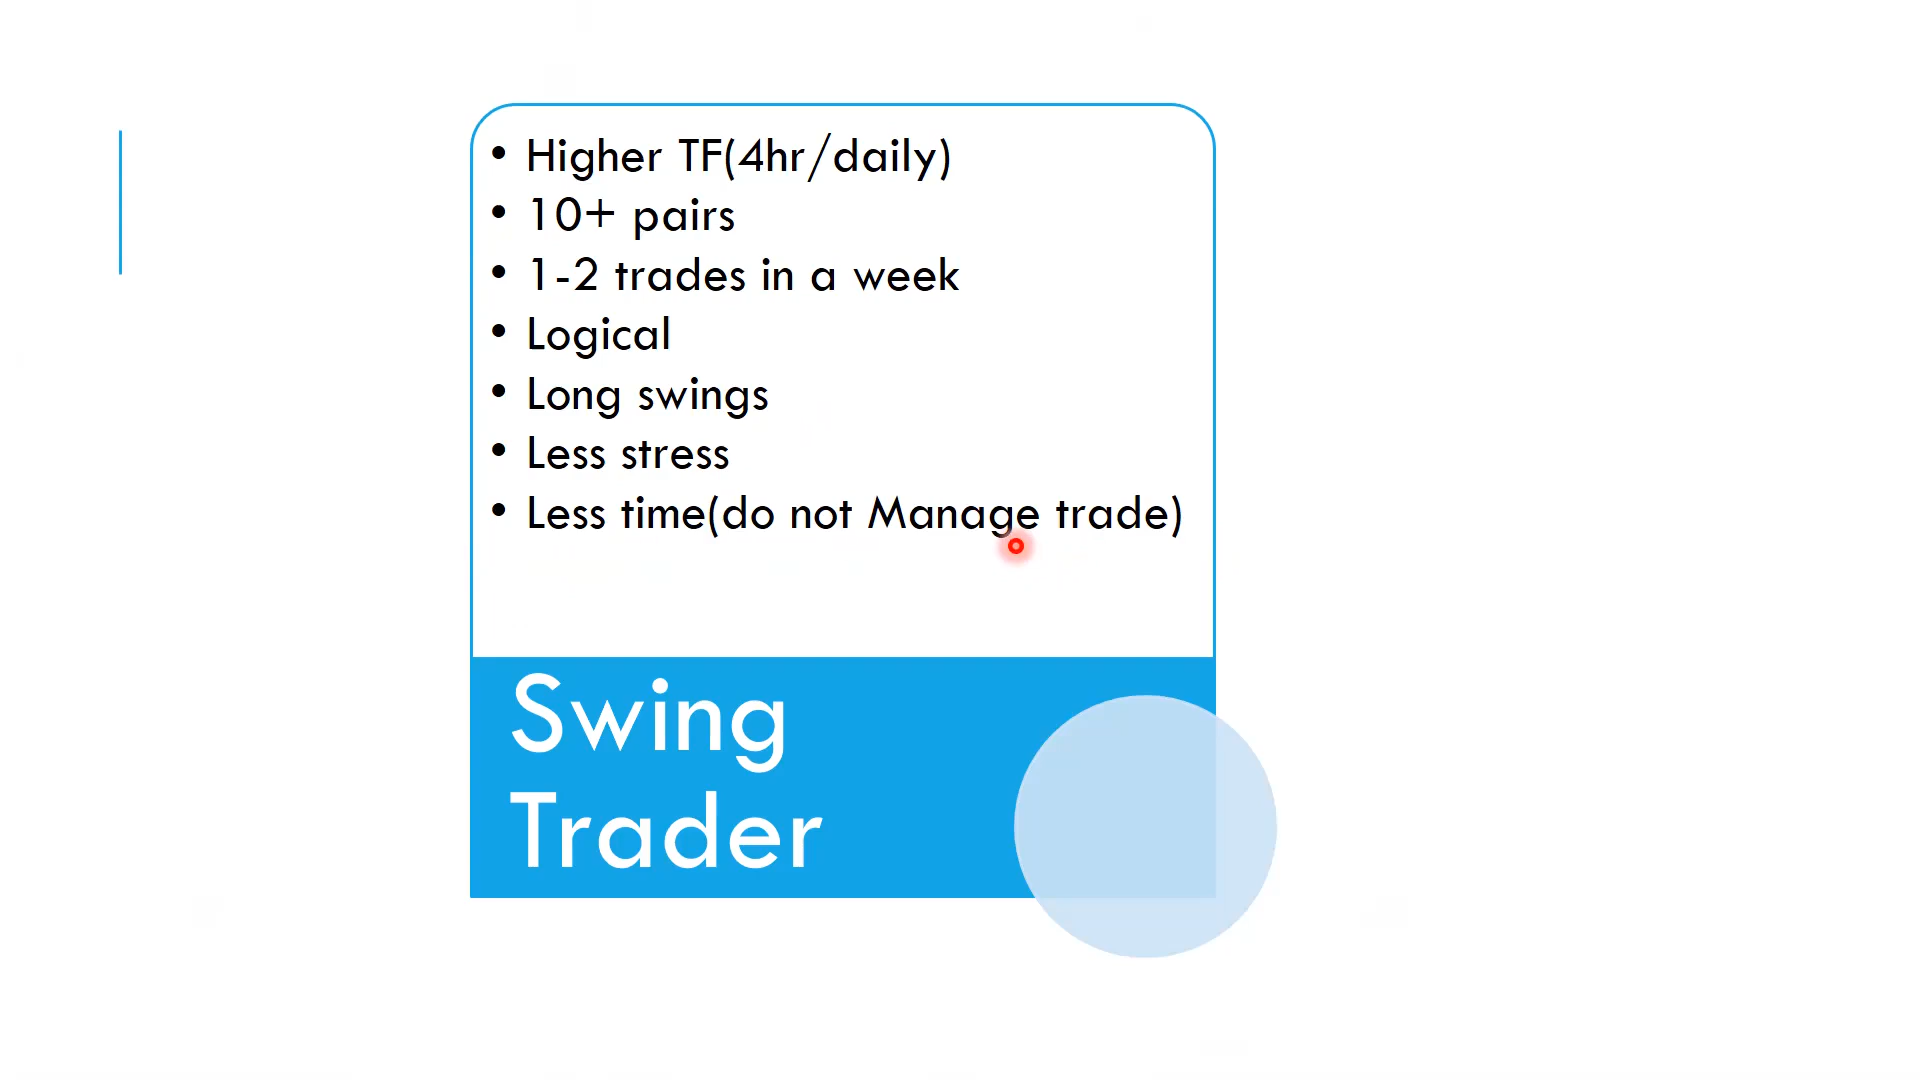 • Higher TF(4hr/daily)
• 10+ pairs
• 1-2 trades in a week
• Logical
• Long swings
• Less stress
• Less time(do not Manage trade)
Swing
Trader